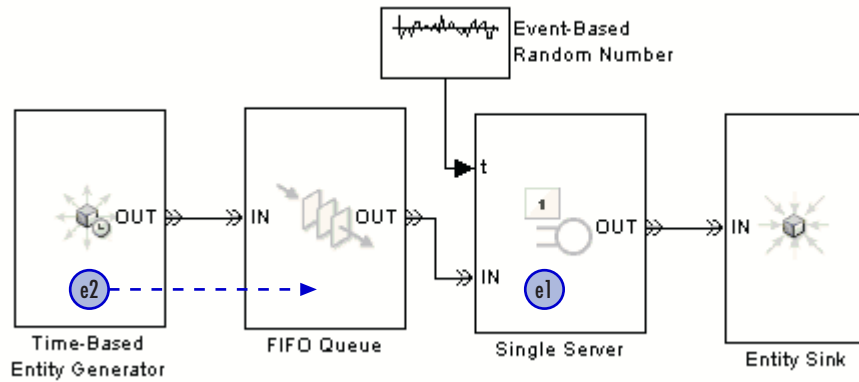 Event-Based
Random Number
OUT
IN
OUT
t
IN
1
OUT
IN
e2
e1
Time-Based
Entity Generator
FIFO Queue
Single Server
Entity Sink